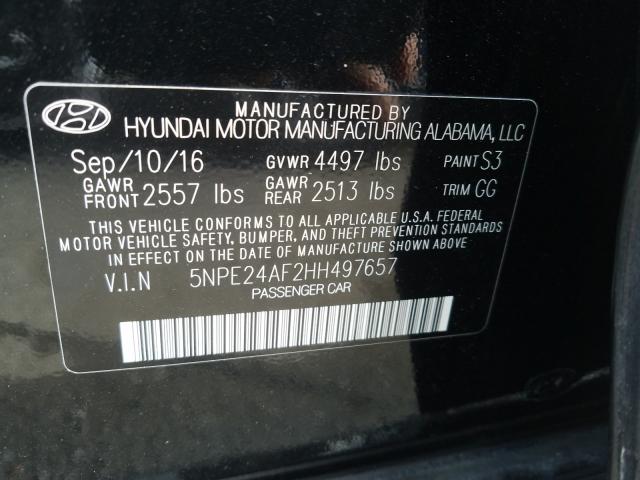 MANUFACTURED BY
HYUNDAI MOTOR MANUFACTURING ALABAMA, LLC
Sep/10/16 GVWR 4497 lbs PAINT S3
GAWR FRONT 2557 lbs GAWR REAR 2513 lbs TRIM GG
THIS VEHICLE CONFORMS TO ALL APPLICABLE U.S.A. FEDERAL
MOTOR VEHICLE SAFETY, BUMPER, AND THEFT PREVENTION STANDARDS
IN EFFECT ON THE DATE OF MANUFACTURE SHOWN ABOVE.
V.I.N 5NPE24AF2HH497657
PASSENGER CAR